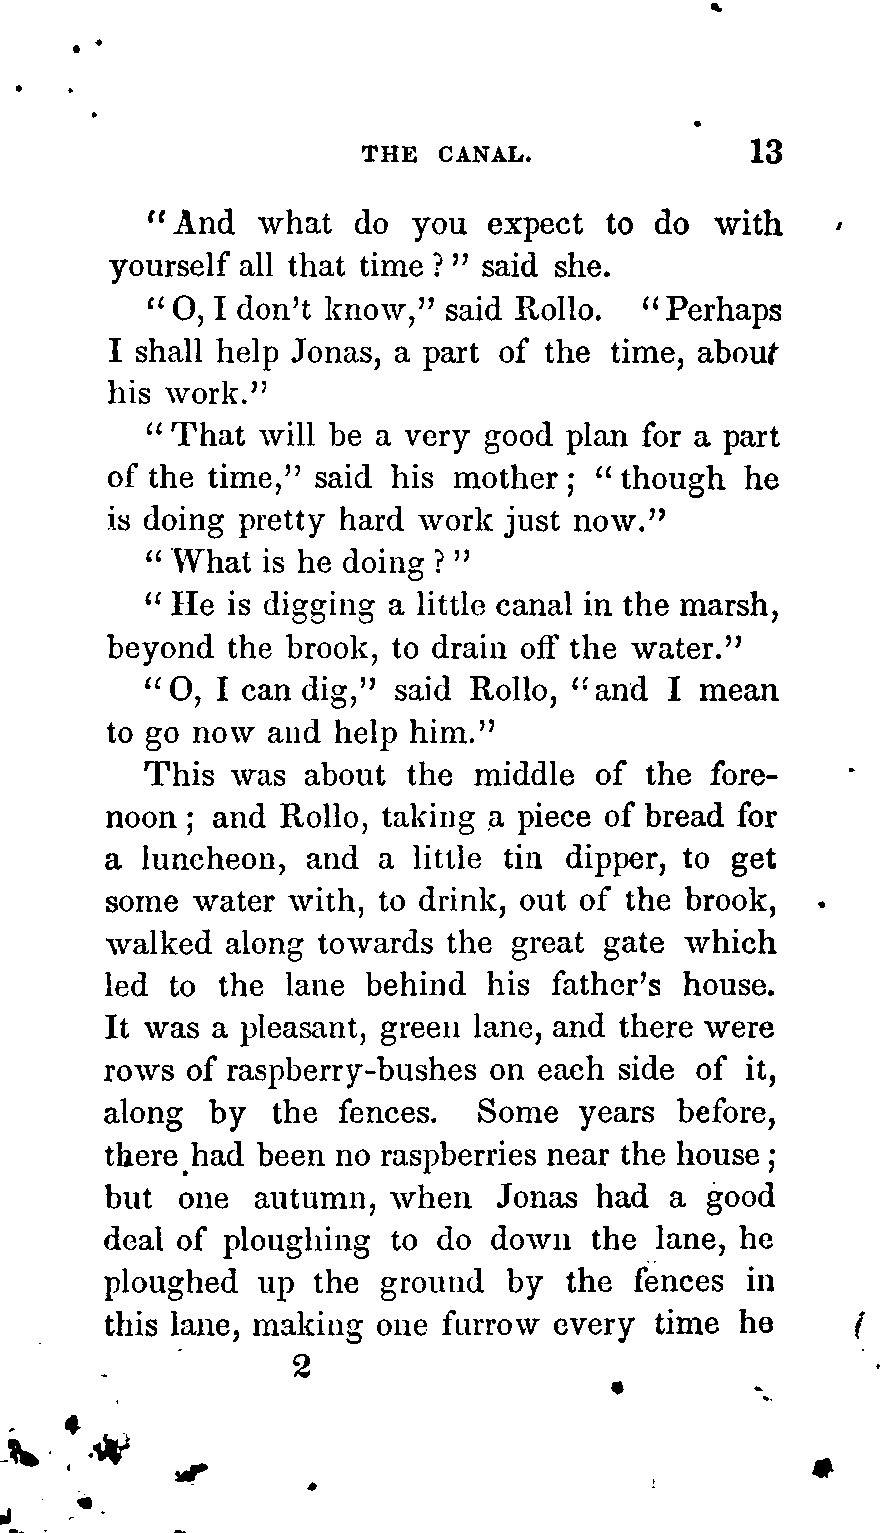 THE CANAL. 13
"And what do you expect to do with
yourself all that time?" said she.
"O, I don't know," said Rollo. "Perhaps
I shall help Jonas, a part of the time, about
his work."
"That will be a very good plan for a part
of the time," said his mother; "though he
is doing pretty hard work just now."
"What is he doing?"
"He is digging a little canal in the marsh,
beyond the brook, to drain off the water."
"O, I can dig," said Rollo, "and I mean
to go now and help him."
This was about the middle of the fore-
noon; and Rollo, taking a piece of bread for
a luncheon, and a little tin dipper, to get
some water with, to drink, out of the brook,
walked along towards the great gate which
led to the lane behind his father's house.
It was a pleasant, green lane, and there were
rows of raspberry-bushes on each side of it,
along by the fences. Some years before,
there had been no raspberries near the house;
but one autumn, when Jonas had a good
deal of ploughing to do down the lane, he
ploughed up the ground by the fences in
this lane, making one furrow every time he
2